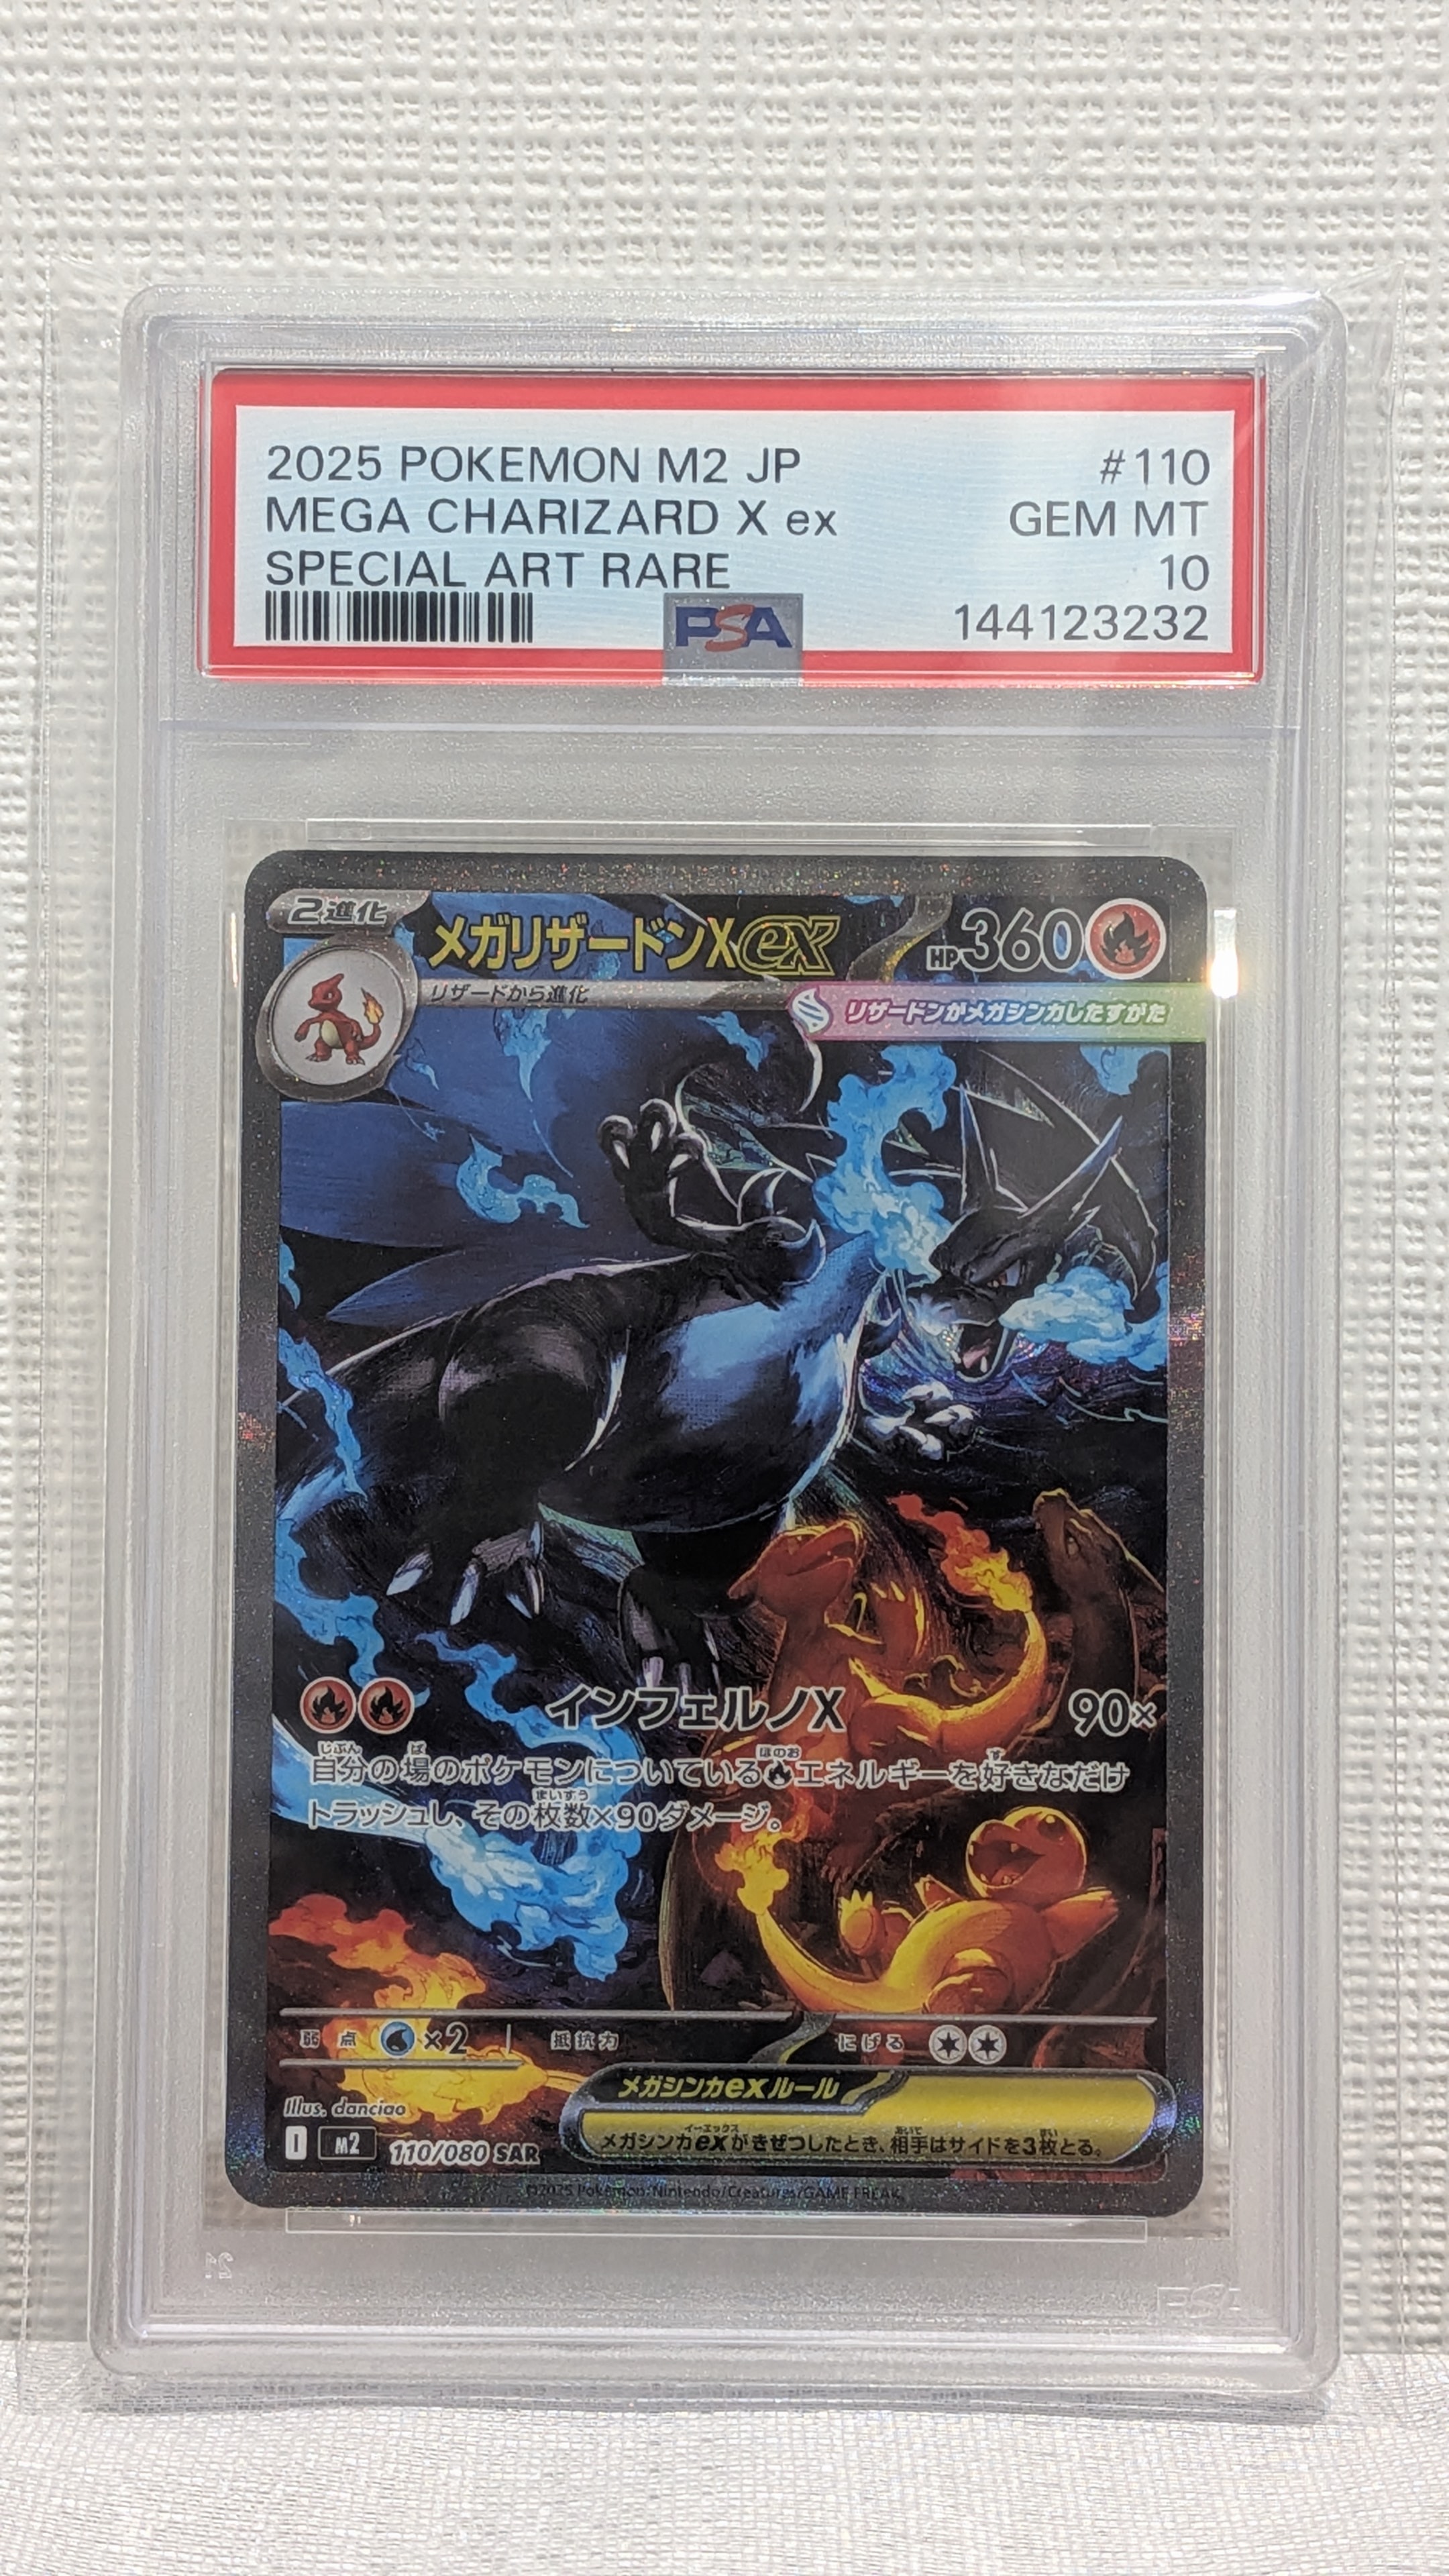 2025 POKEMON M2 JP #110
MEGA CHARIZARD X ex GEM MT
SPECIAL ART RARE 10
PSA 144123232
2進化 メガリザードンXex HP360
リザードから進化
リザードンがメガシンカしたすがた
インフェルノX 90×
自分の場のポケモンについているエネルギーを好きなだけ
トラッシュし、その枚数×90ダメージ。
弱点 ×2 抵抗力 にげる
メガシンカexルール
メガシンカexがきぜつしたとき、相手はサイドを3枚とる。
Illus. danciao
I M2 110/080 SAR
©2025 Pokémon/Nintendo/Creatures/GAME FREAK.